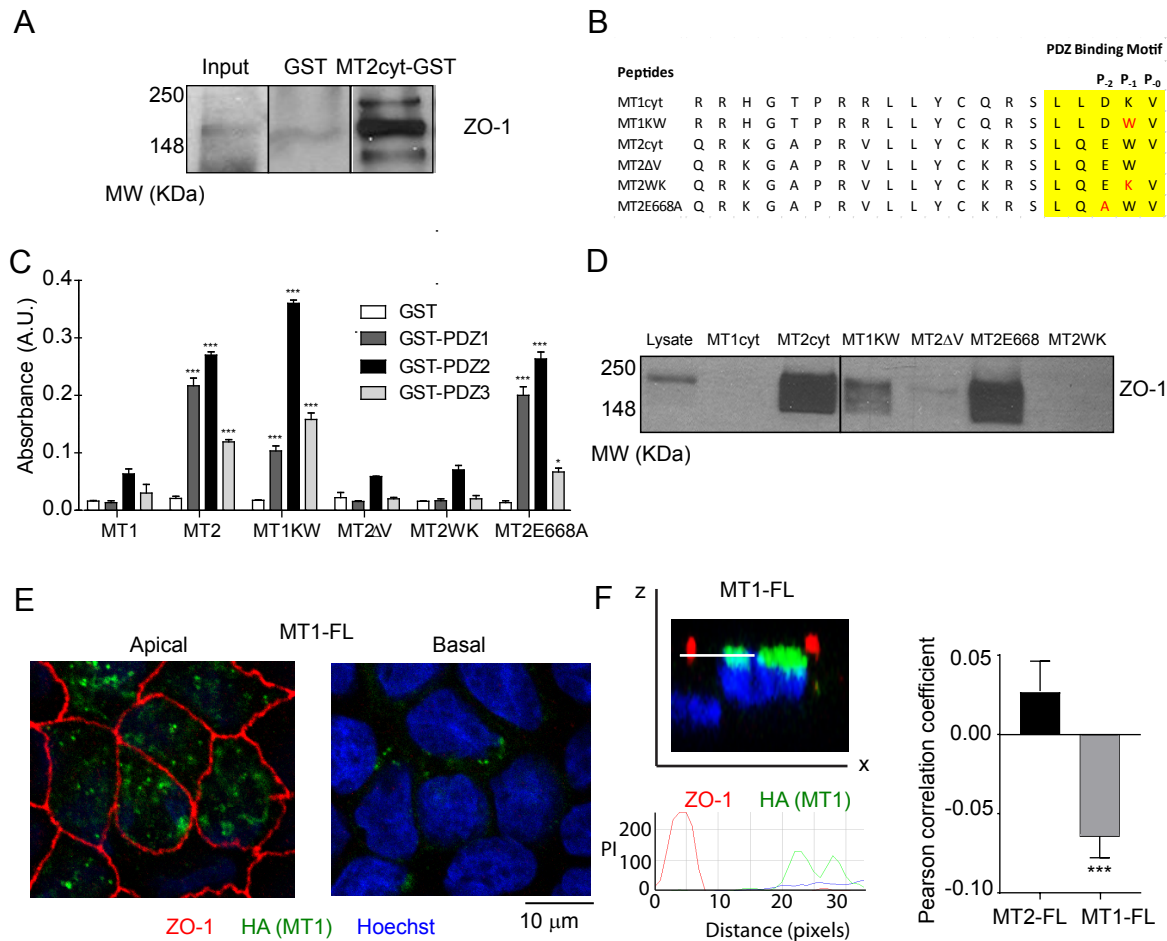 A
Input GST MT2cyt-GST
250
148
ZO-1
MW (KDa)
B
PDZ Binding Motif
Peptides P-2 P-1 P-0
MT1cyt R R H G T P R R L L Y C Q R S L L D K V
MT1KW R R H G T P R R L L Y C Q R S L L D W V
MT2cyt Q R K G A P R V L L Y C K R S L Q E W V
MT2ΔV Q R K G A P R V L L Y C K R S L Q E W
MT2WK Q R K G A P R V L L Y C K R S L Q E K V
MT2E668A Q R K G A P R V L L Y C K R S L Q A W V
C
Absorbance (A.U.)
0.4
0.3
0.2
0.1
0.0
GST
GST-PDZ1
GST-PDZ2
GST-PDZ3
*** *** ***
*** *** ***
*** *** *
MT1 MT2 MT1KW MT2ΔV MT2WK MT2E668A
D
Lysate MT1cyt MT2cyt MT1KW MT2ΔV MT2E668 MT2WK
250
148
ZO-1
MW (KDa)
E
MT1-FL
Apical Basal
ZO-1 HA (MT1) Hoechst
10 μm
F
z
MT1-FL
x
ZO-1 HA (MT1)
PI
200
100
0
0 10 20 30
Distance (pixels)
Pearson correlation coefficient
0.05
0.00
-0.05
-0.10
***
MT2-FL MT1-FL